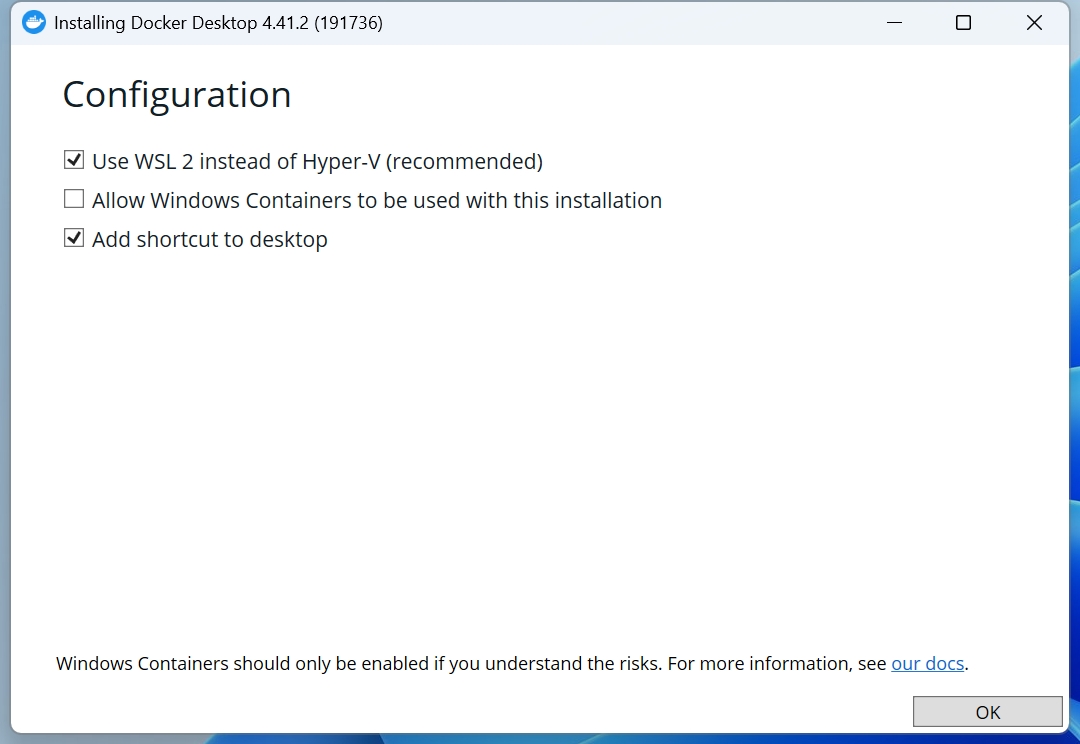 Installing Docker Desktop 4.41.2 (191736)
Configuration
Use WSL 2 instead of Hyper-V (recommended)
Allow Windows Containers to be used with this installation
Add shortcut to desktop
Windows Containers should only be enabled if you understand the risks. For more information, see our docs.
OK